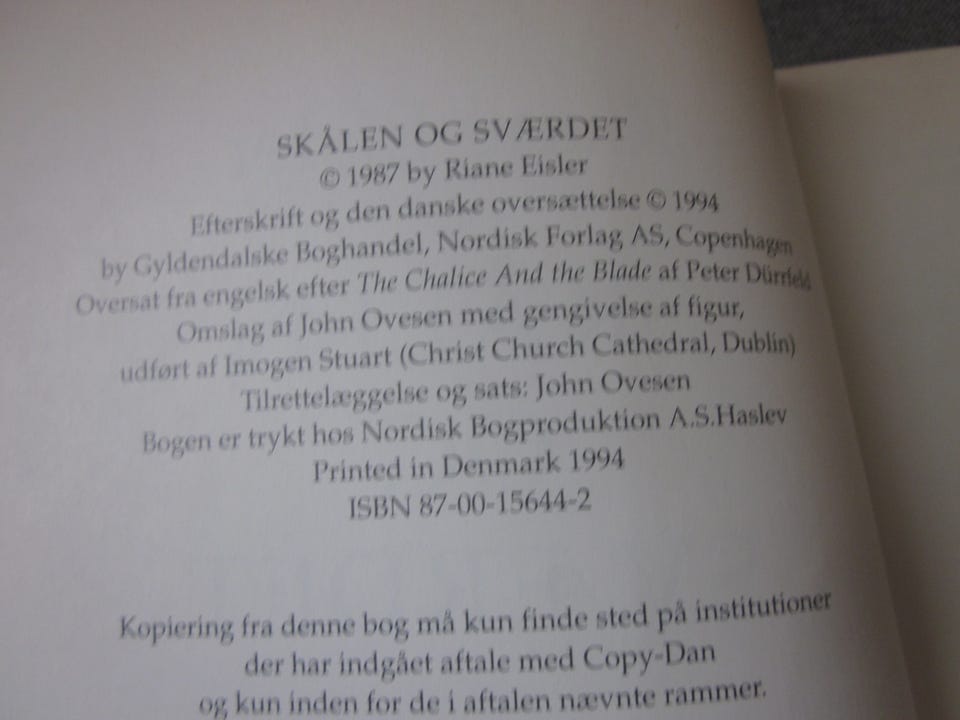 SKÅLEN OG SVÆRDET
© 1987 by Riane Eisler
Efterskrift og den danske oversættelse © 1994
by Gyldendalske Boghandel, Nordisk Forlag AS, Copenhagen
Oversat fra engelsk efter The Chalice And the Blade af Peter Dürrfeld
Omslag af John Ovesen med gengivelse af figur,
udført af Imogen Stuart (Christ Church Cathedral, Dublin)
Tilrettelæggelse og sats: John Ovesen
Bogen er trykt hos Nordisk Bogproduktion A.S.Haslev
Printed in Denmark 1994
ISBN 87-00-15644-2
Kopiering fra denne bog må kun finde sted på institutioner
der har indgået aftale med Copy-Dan
og kun inden for de i aftalen nævnte rammer.